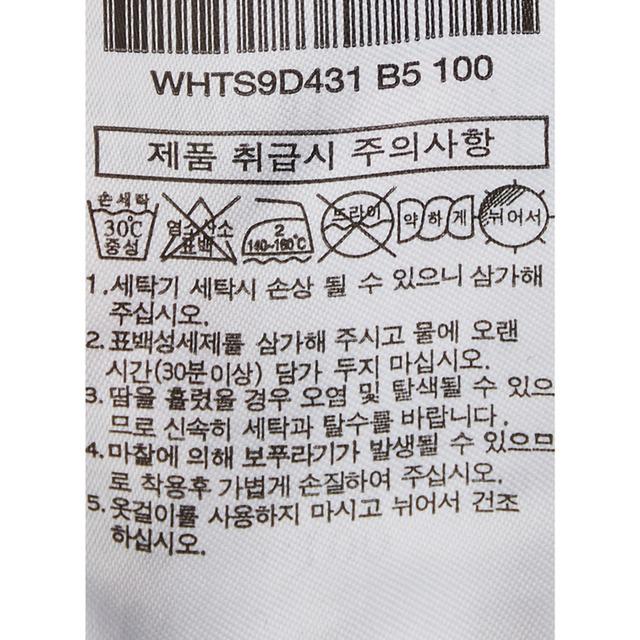 WHTS9D431 B5 100
제품 취급시 주의사항
손세탁 30℃ 중성 염소산소 표백 2 140~160℃ 드라이 약하게 뉘어서
1.세탁기 세탁시 손상 될 수 있으니 삼가해
주십시오.
2.표백성세제를 삼가해 주시고 물에 오랜
시간(30분이상) 담가 두지 마십시오.
3.땀을 흘렸을 경우 오염 및 탈색될 수 있으
므로 신속히 세탁과 탈수를 바랍니다.
4.마찰에 의해 보푸라기가 발생될 수 있으므
로 착용후 가볍게 손질하여 주십시오.
5.옷걸이를 사용하지 마시고 뉘어서 건조
하십시오.